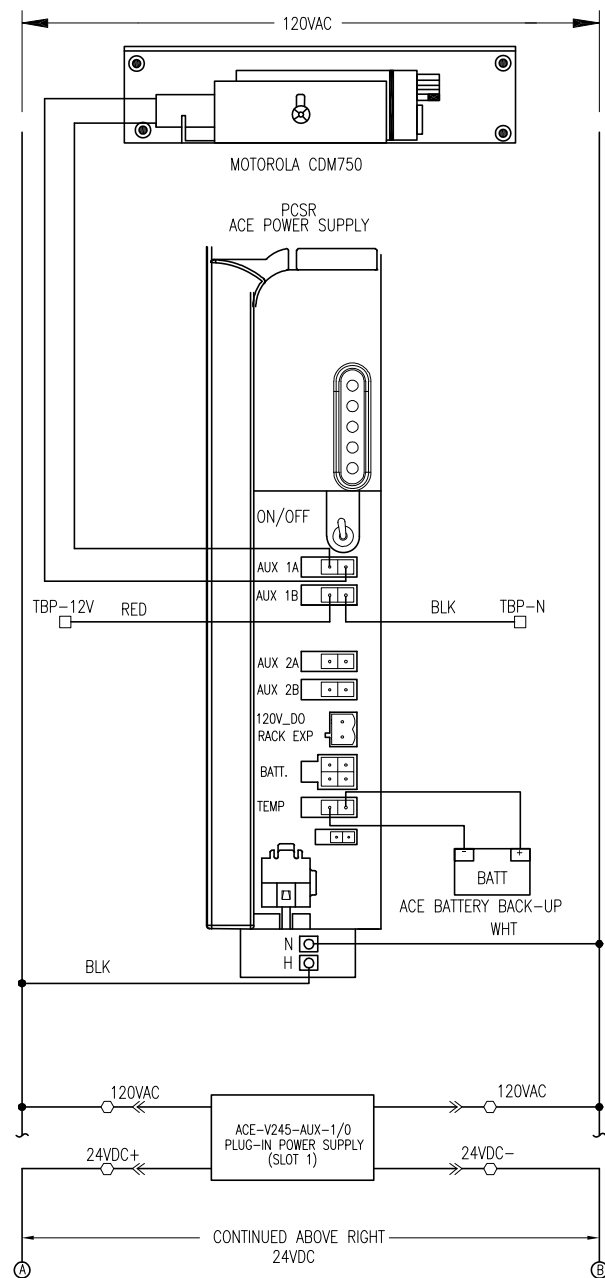 120VAC
MOTOROLA CDM750
PCSR
ACE POWER SUPPLY
ON/OFF
AUX 1A
AUX 1B
TBP-12V
RED
BLK
TBP-N
AUX 2A
AUX 2B
120V_DO
RACK EXP
BATT.
TEMP
- +
BATT
ACE BATTERY BACK-UP
WHT
N
H
BLK
120VAC
120VAC
ACE-V245-AUX-1/0
PLUG-IN POWER SUPPLY
(SLOT 1)
24VDC+
24VDC-
CONTINUED ABOVE RIGHT
24VDC
A
B